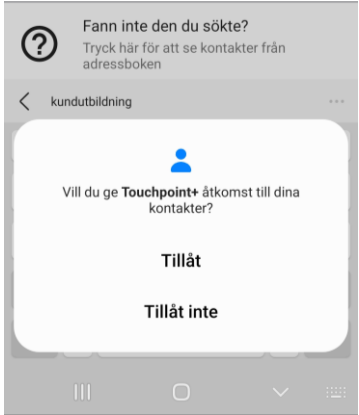 Fann inte den du sökte?
Tryck här för att se kontakter från
adressboken
kundutbildning
Vill du ge Touchpoint+ åtkomst till dina
kontakter?
Tillåt
Tillåt inte